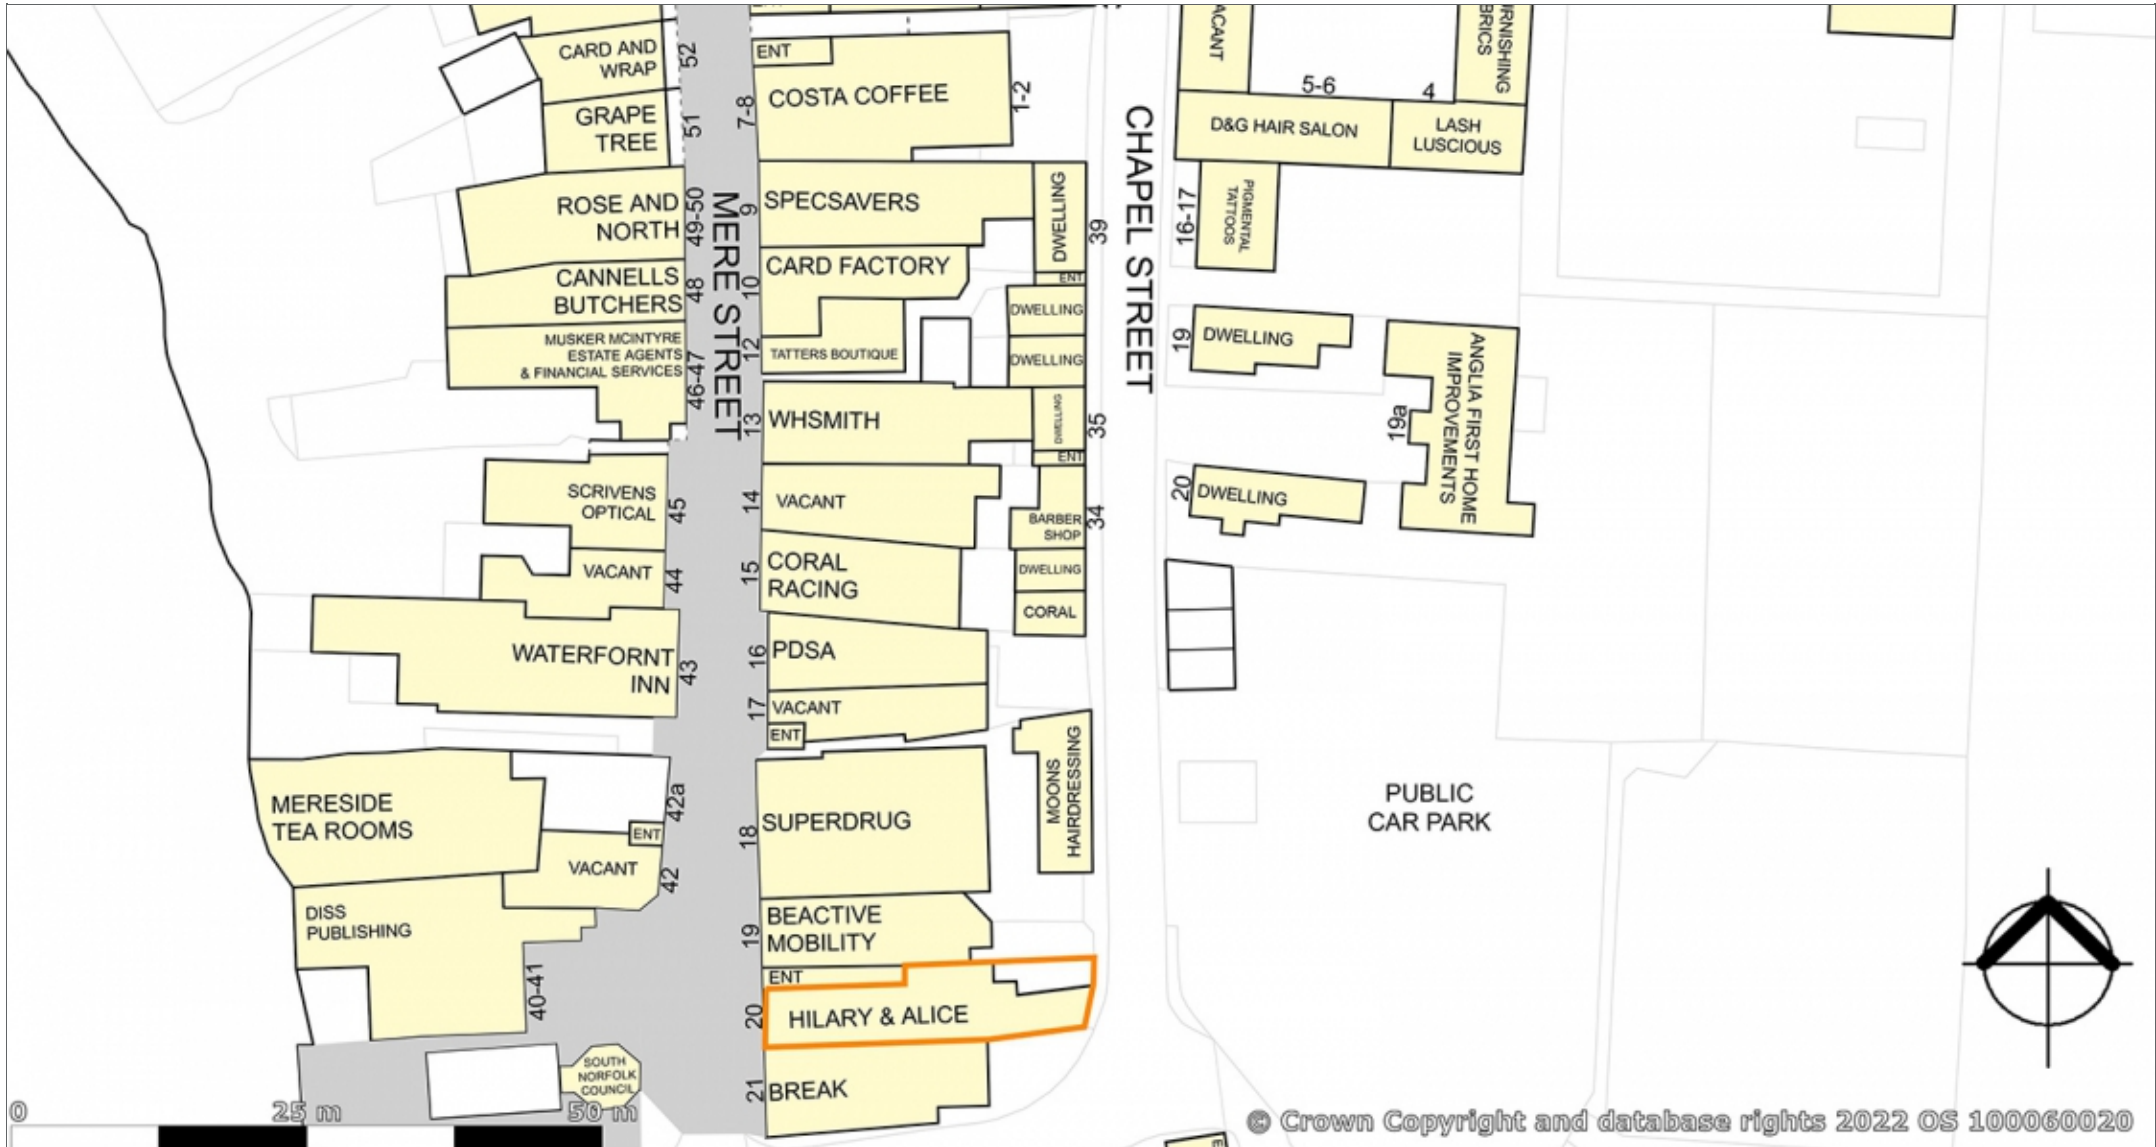 CARD AND
WRAP
52
GRAPE
TREE
51
ROSE AND
NORTH
49-50
CANNELLS
BUTCHERS
48
MUSKER MCINTYRE
ESTATE AGENTS
& FINANCIAL SERVICES
46-47
SCRIVENS
OPTICAL
45
VACANT
44
WATERFORNT
INN
43
MERESIDE
TEA ROOMS
42a
ENT
VACANT
42
DISS
PUBLISHING
40-41
SOUTH
NORFOLK
COUNCIL
MERE STREET
ENT
COSTA COFFEE
7-8
1-2
SPECSAVERS
9
CARD FACTORY
10
TATTERS BOUTIQUE
12
WHSMITH
13
VACANT
14
CORAL
RACING
15
PDSA
16
VACANT
17
ENT
SUPERDRUG
18
BEACTIVE
MOBILITY
19
ENT
HILARY & ALICE
20
BREAK
21
DWELLING
39
ENT
DWELLING
DWELLING
DWELLING
35
ENT
BARBER
SHOP
34
DWELLING
CORAL
MOONS
HAIRDRESSING
CHAPEL STREET
5-6
4
D&G HAIR SALON
LASH
LUSCIOUS
PIGMENTAL
TATTOOS
16-17
DWELLING
19
ANGLIA FIRST HOME
IMPROVEMENTS
19a
DWELLING
20
PUBLIC
CAR PARK
0
25 m
50 m
© Crown Copyright and database rights 2022 OS 100060020